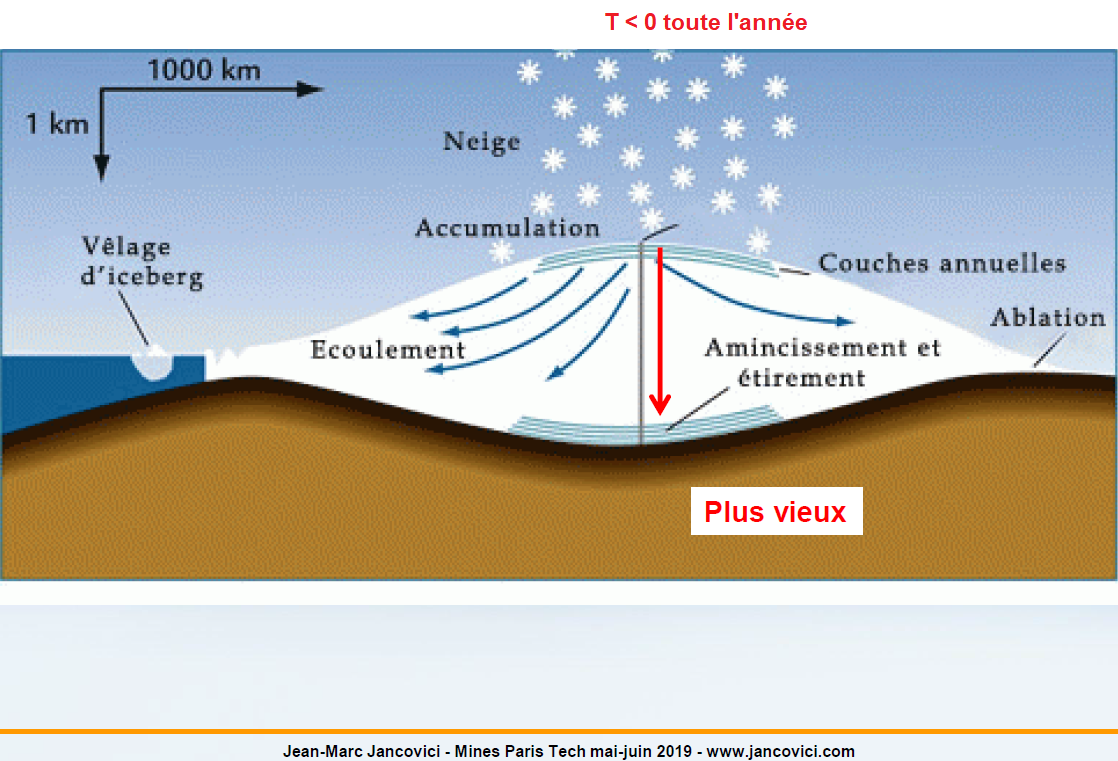 T < 0 toute l'année
1000 km
1 km
Neige
Accumulation
Vêlage
d'iceberg
Couches annuelles
Ablation
Ecoulement
Amincissement et
étirement
Plus vieux
Jean-Marc Jancovici - Mines Paris Tech mai-juin 2019 - www.jancovici.com